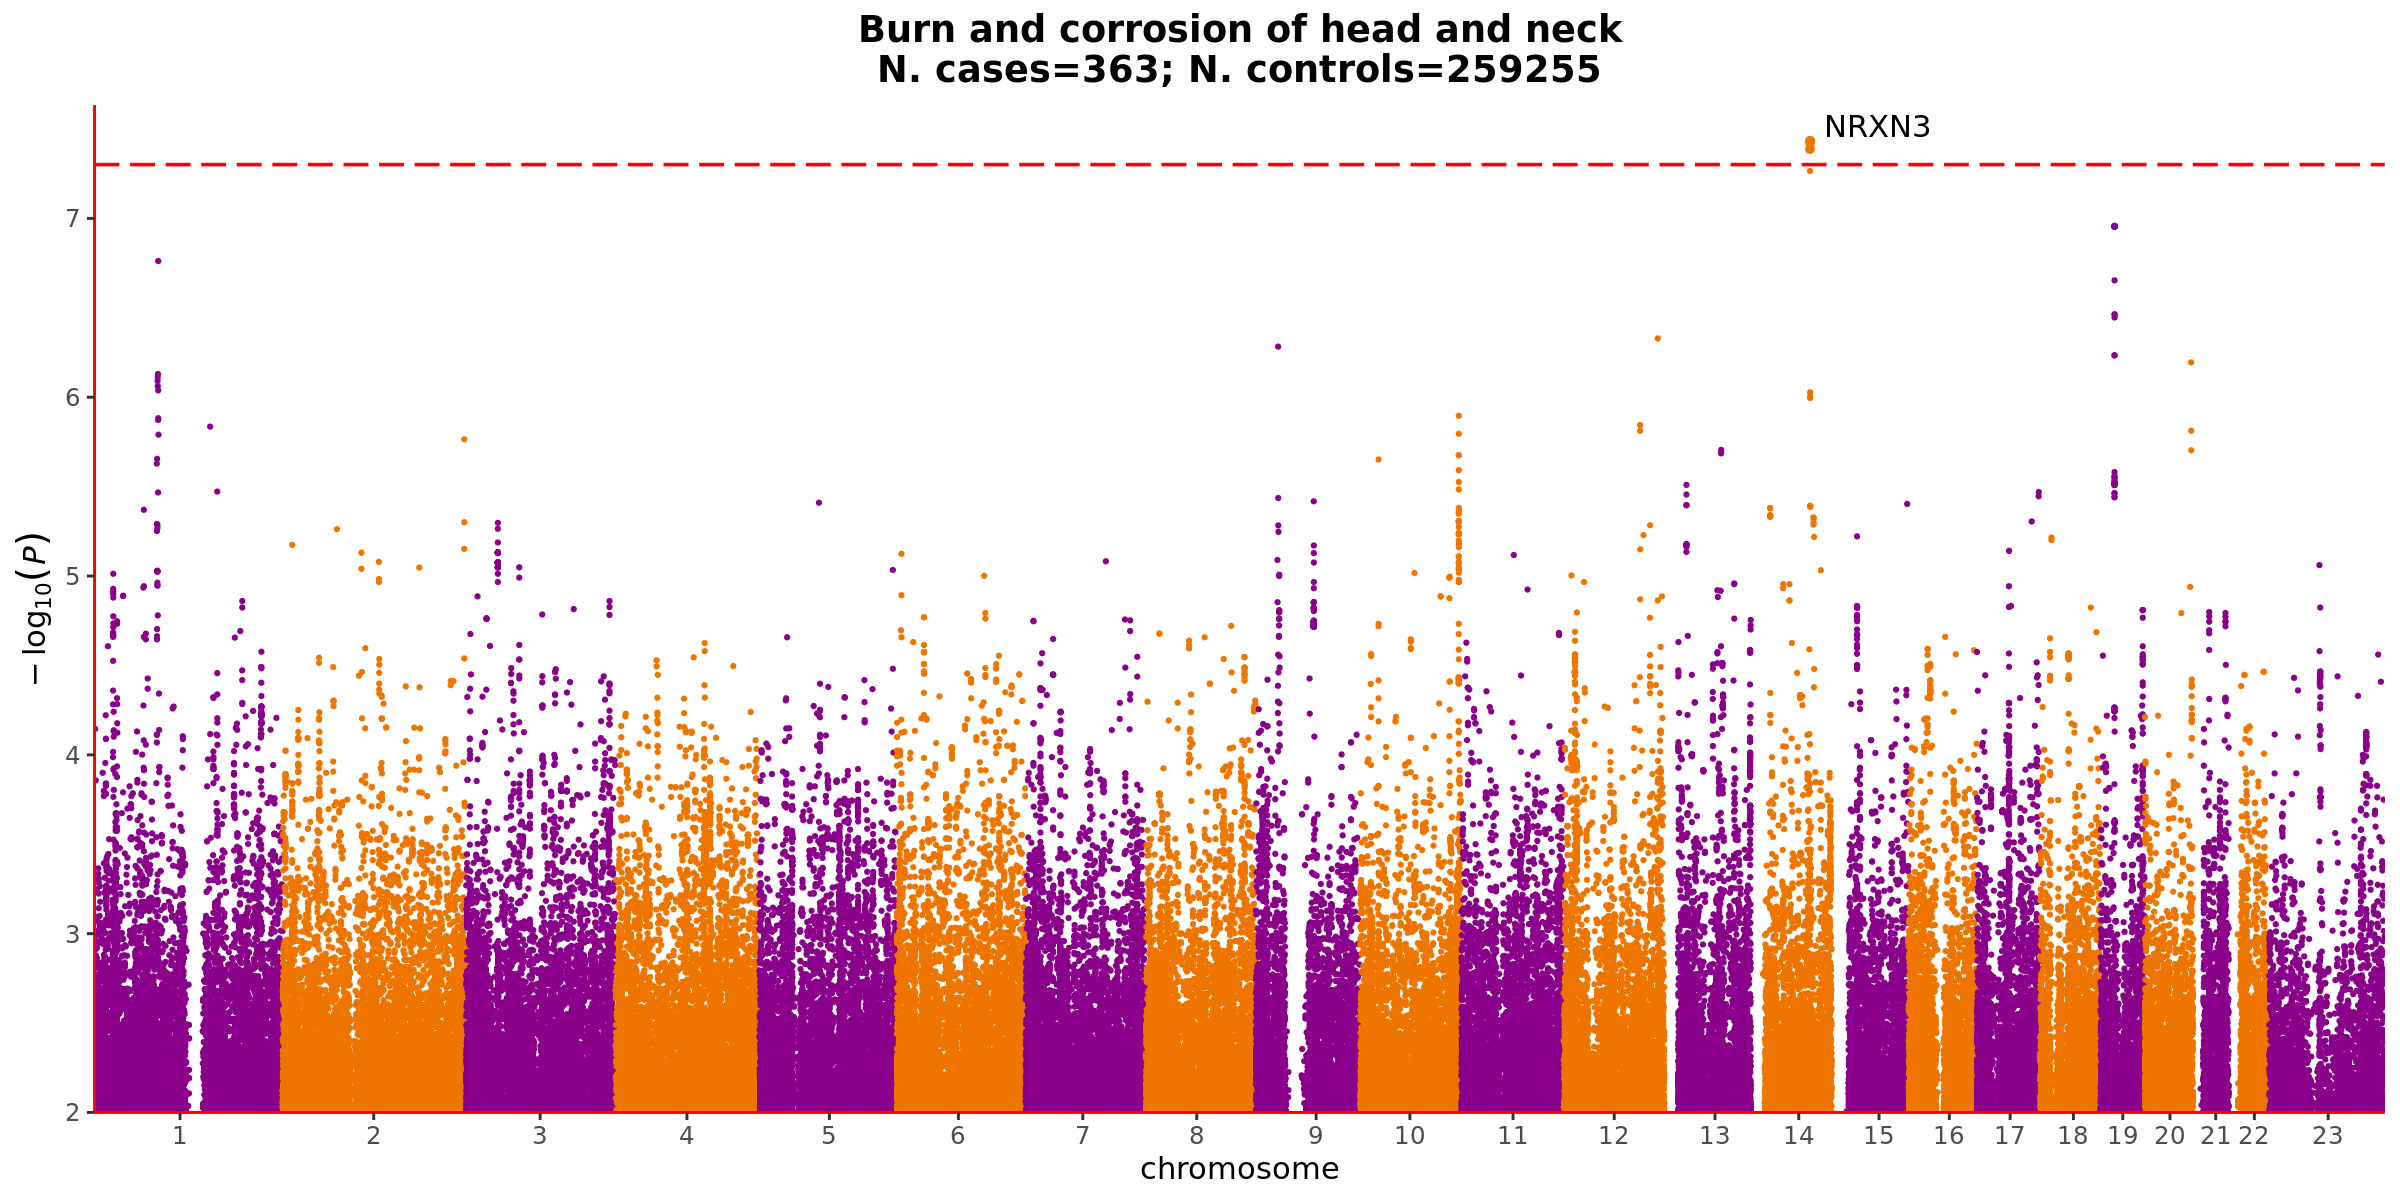 Burn and corrosion of head and neck
N. cases=363; N. controls=259255
NRXN3
7
6
5
4
3
2
−log₁₀(P)
1 2 3 4 5 6 7 8 9 10 11 12 13 14 15 16 17 18 19 20 21 22 23
chromosome